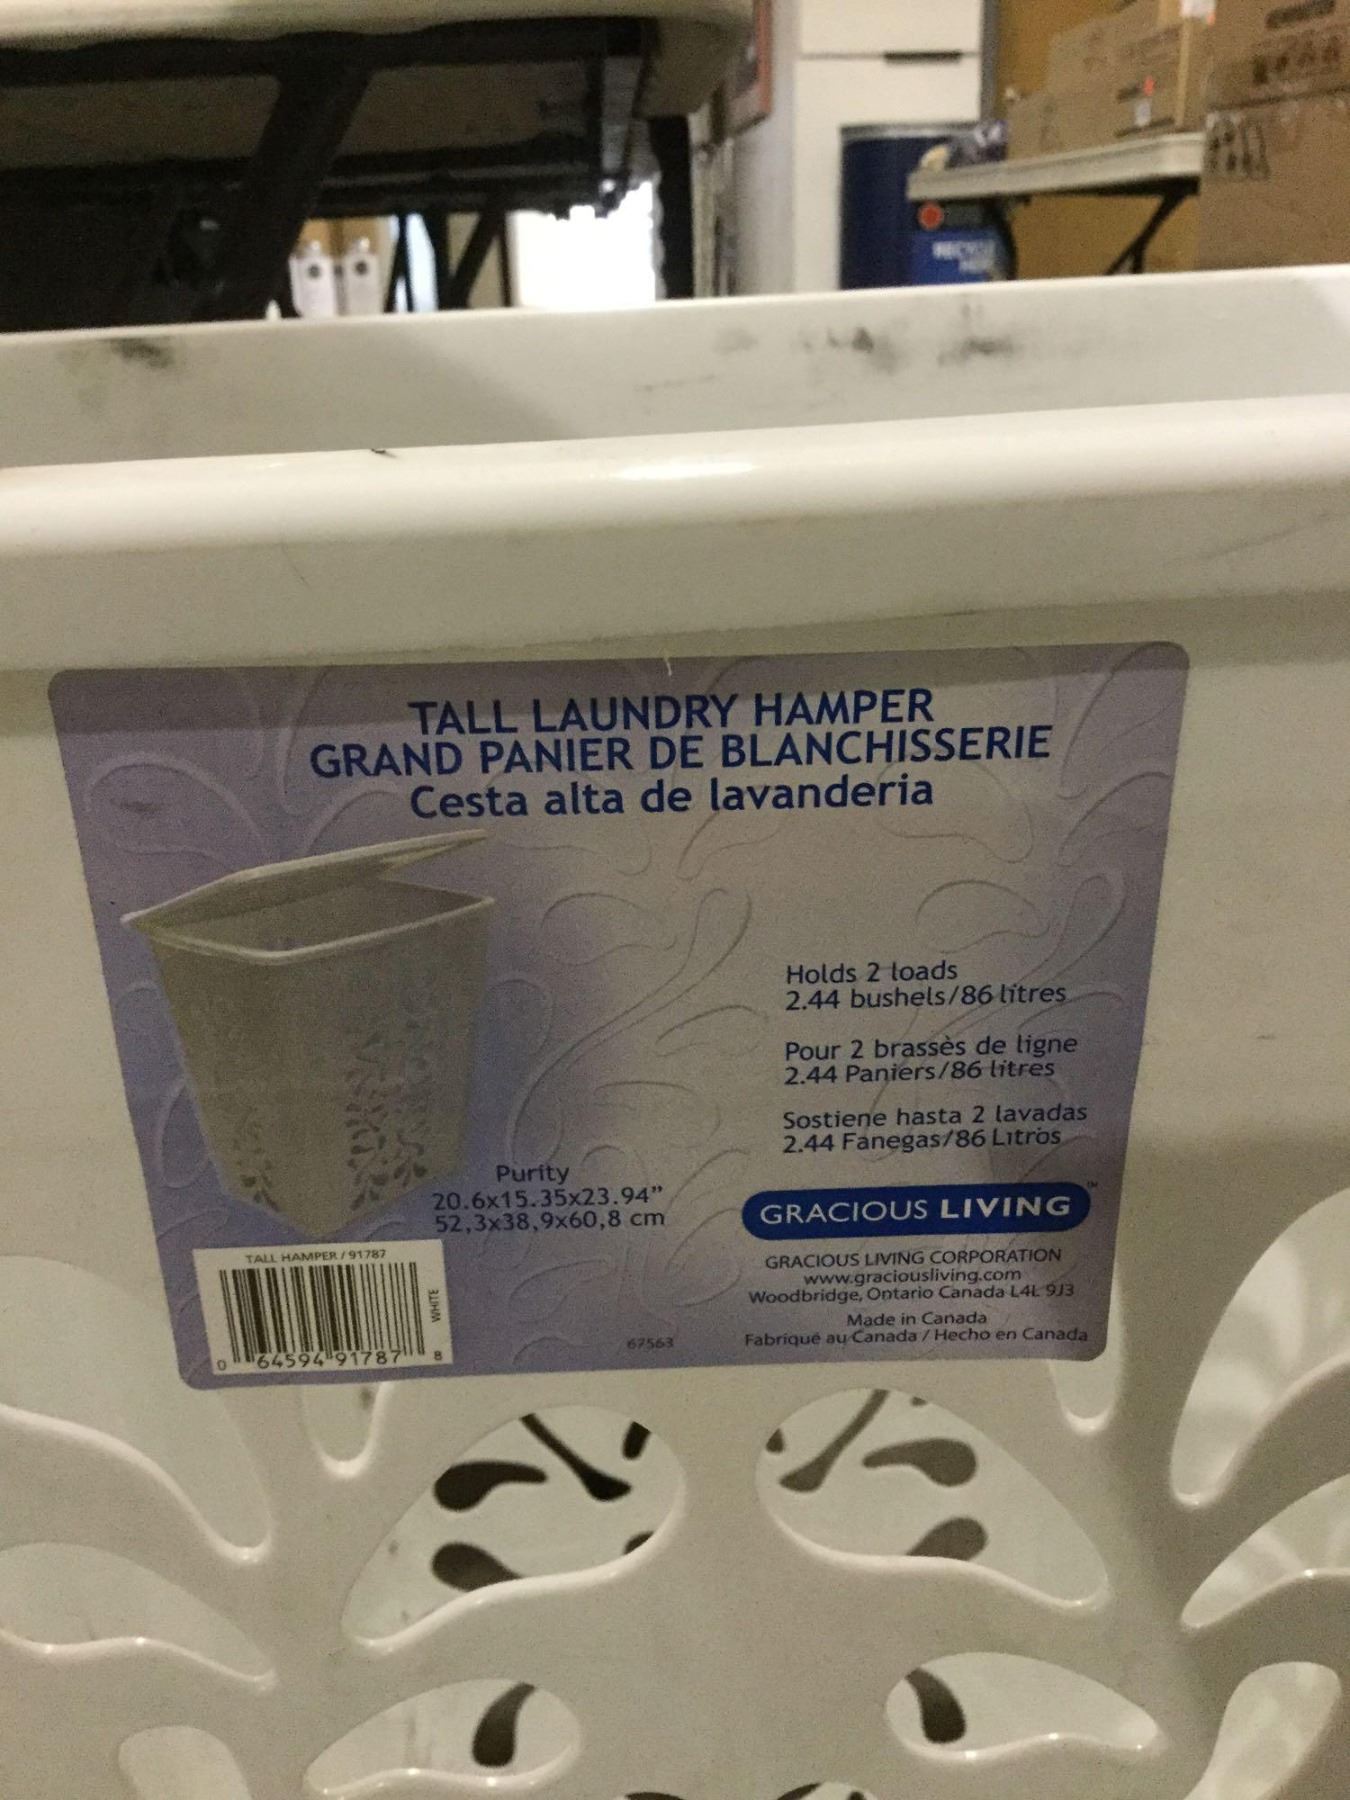 TALL LAUNDRY HAMPER
GRAND PANIER DE BLANCHISSERIE
Cesta alta de lavanderia
Holds 2 loads
2.44 bushels/86 litres
Pour 2 brassès de ligne
2.44 Paniers/86 litres
Sostiene hasta 2 lavadas
2.44 Fanegas/86 Litros
Purity
20.6x15.35x23.94"
52,3x38,9x60,8 cm
GRACIOUS LIVING™
GRACIOUS LIVING CORPORATION
www.graciousliving.com
Woodbridge, Ontario Canada L4L 9J3
Made in Canada
Fabriqué au Canada / Hecho en Canada
67563
TALL HAMPER / 91787
WHITE
0 64594 91787 8